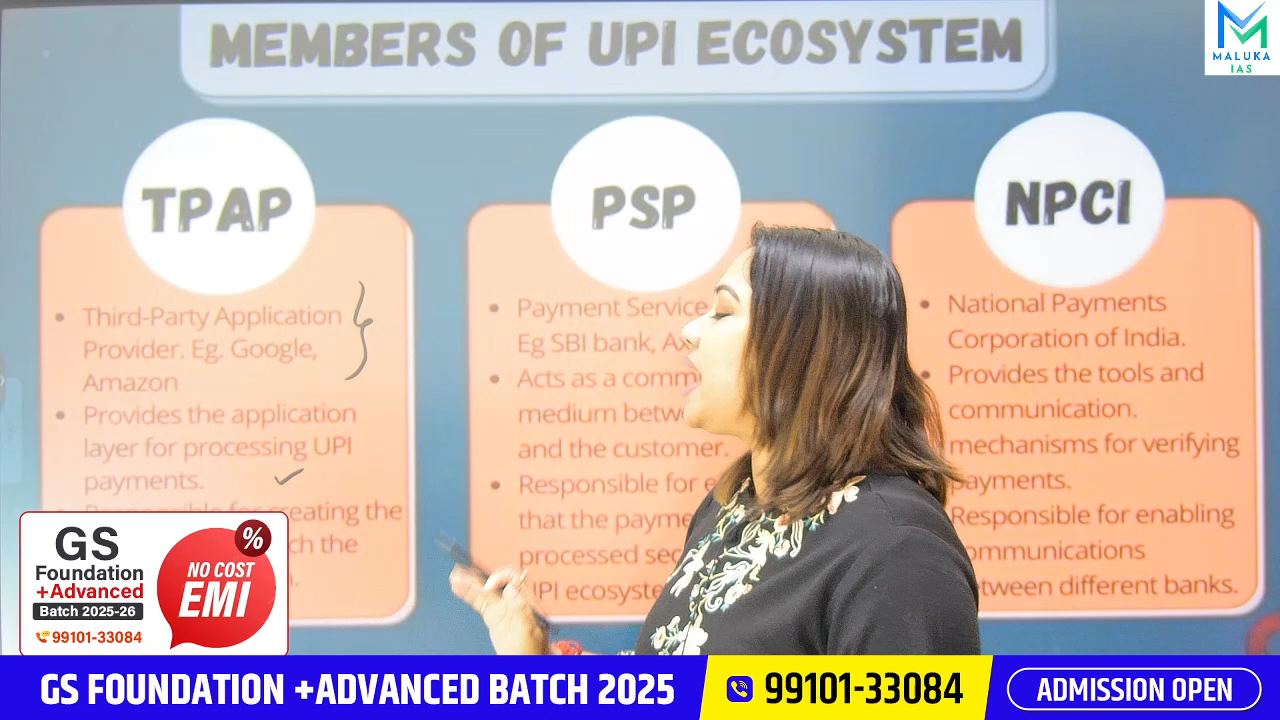 MEMBERS OF UPI ECOSYSTEM
MALUKA
IAS
TPAP
Third-Party Application
Provider. Eg. Google,
Amazon
Provides the application
layer for processing UPI
payments.
creating the
the
PSP
Payment Service
Eg SBI bank,
Acts as a
medium
and the customer.
Responsible for
that the
processed
UPI
NPCI
National Payments
Corporation of India.
Provides the tools and
communication.
mechanisms for verifying
payments.
Responsible for enabling
communications
between different banks.
GS
Foundation
+Advanced
Batch 2025-26
99101-33084
%
NO COST
EMI
GS FOUNDATION +ADVANCED BATCH 2025
99101-33084
ADMISSION OPEN